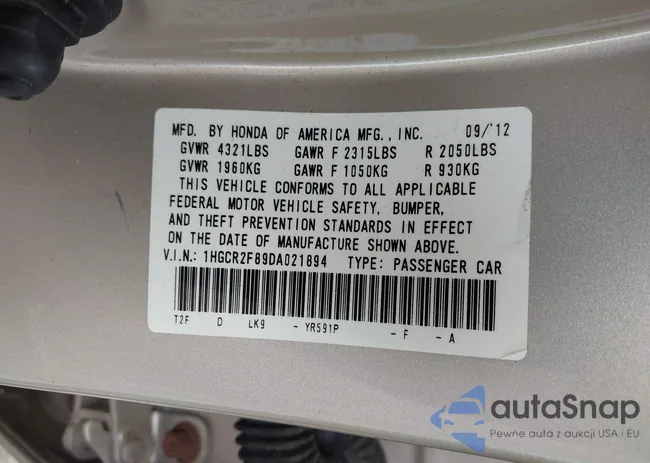 MFD. BY HONDA OF AMERICA MFG., INC. 09/'12
GVWR 4321LBS GAWR F 2315LBS R 2050LBS
GVWR 1960KG GAWR F 1050KG R 930KG
THIS VEHICLE CONFORMS TO ALL APPLICABLE
FEDERAL MOTOR VEHICLE SAFETY, BUMPER,
AND THEFT PREVENTION STANDARDS IN EFFECT
ON THE DATE OF MANUFACTURE SHOWN ABOVE.
V.I.N.: 1HGCR2F89DA021894 TYPE: PASSENGER CAR
T2F D LK9 - YR591P - F - A
autoSnap
Pewne auta z aukcji USA i EU